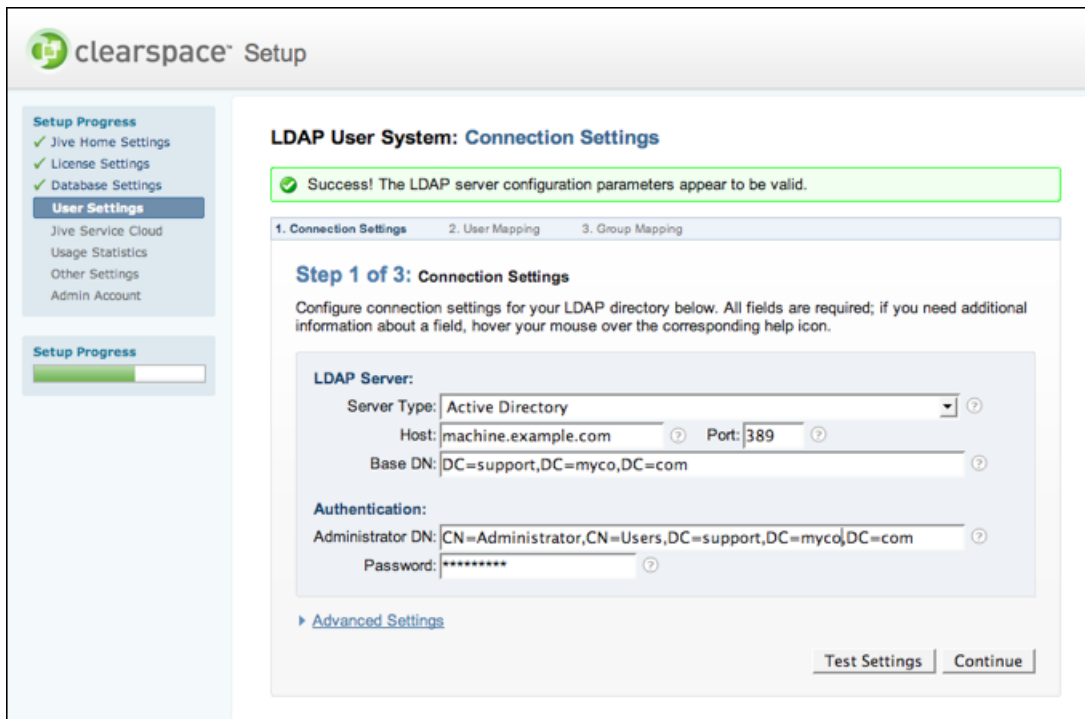 clearspace™ Setup
Setup Progress
✓ Jive Home Settings
✓ License Settings
✓ Database Settings
User Settings
Jive Service Cloud
Usage Statistics
Other Settings
Admin Account
Setup Progress
LDAP User System: Connection Settings
Success! The LDAP server configuration parameters appear to be valid.
1. Connection Settings 2. User Mapping 3. Group Mapping
Step 1 of 3: Connection Settings
Configure connection settings for your LDAP directory below. All fields are required; if you need additional
information about a field, hover your mouse over the corresponding help icon.
LDAP Server:
Server Type: Active Directory ?
Host: machine.example.com ? Port: 389 ?
Base DN: DC=support,DC=myco,DC=com ?
Authentication:
Administrator DN: CN=Administrator,CN=Users,DC=support,DC=myco,DC=com ?
Password: ********* ?
Advanced Settings
Test Settings Continue